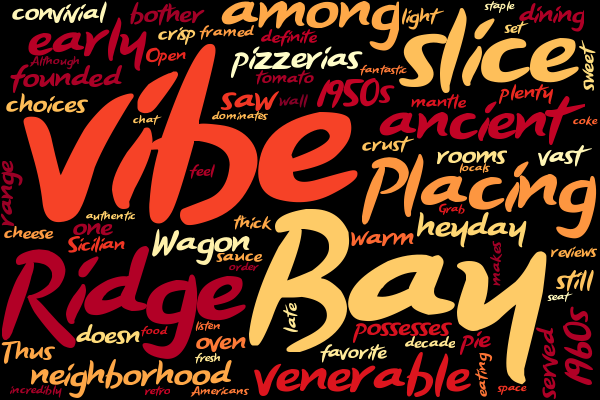 convivial
bother
among
light
staple
dining
set
early
crisp
framed
definite
slice
Although
Open
pizzerias
fantastic
sweet
founded
tomato
choices
saw
wall
1950s
mantle
plenty
chat
dominates
ancient
coke
vibe
crust
rooms
vast
feel
locals
Placing
range
Grab
authentic
cheese
one
Sicilian
thick
Bay
heyday
Wagon
warm
sauce
order
makes
reviews
Ridge
still
seat
late
listen
possesses
doesn
food
decade
pie
1960s
Thus
oven
favorite
fresh
served
neighborhood
venerable
eating
space
incredibly
retro
Americans